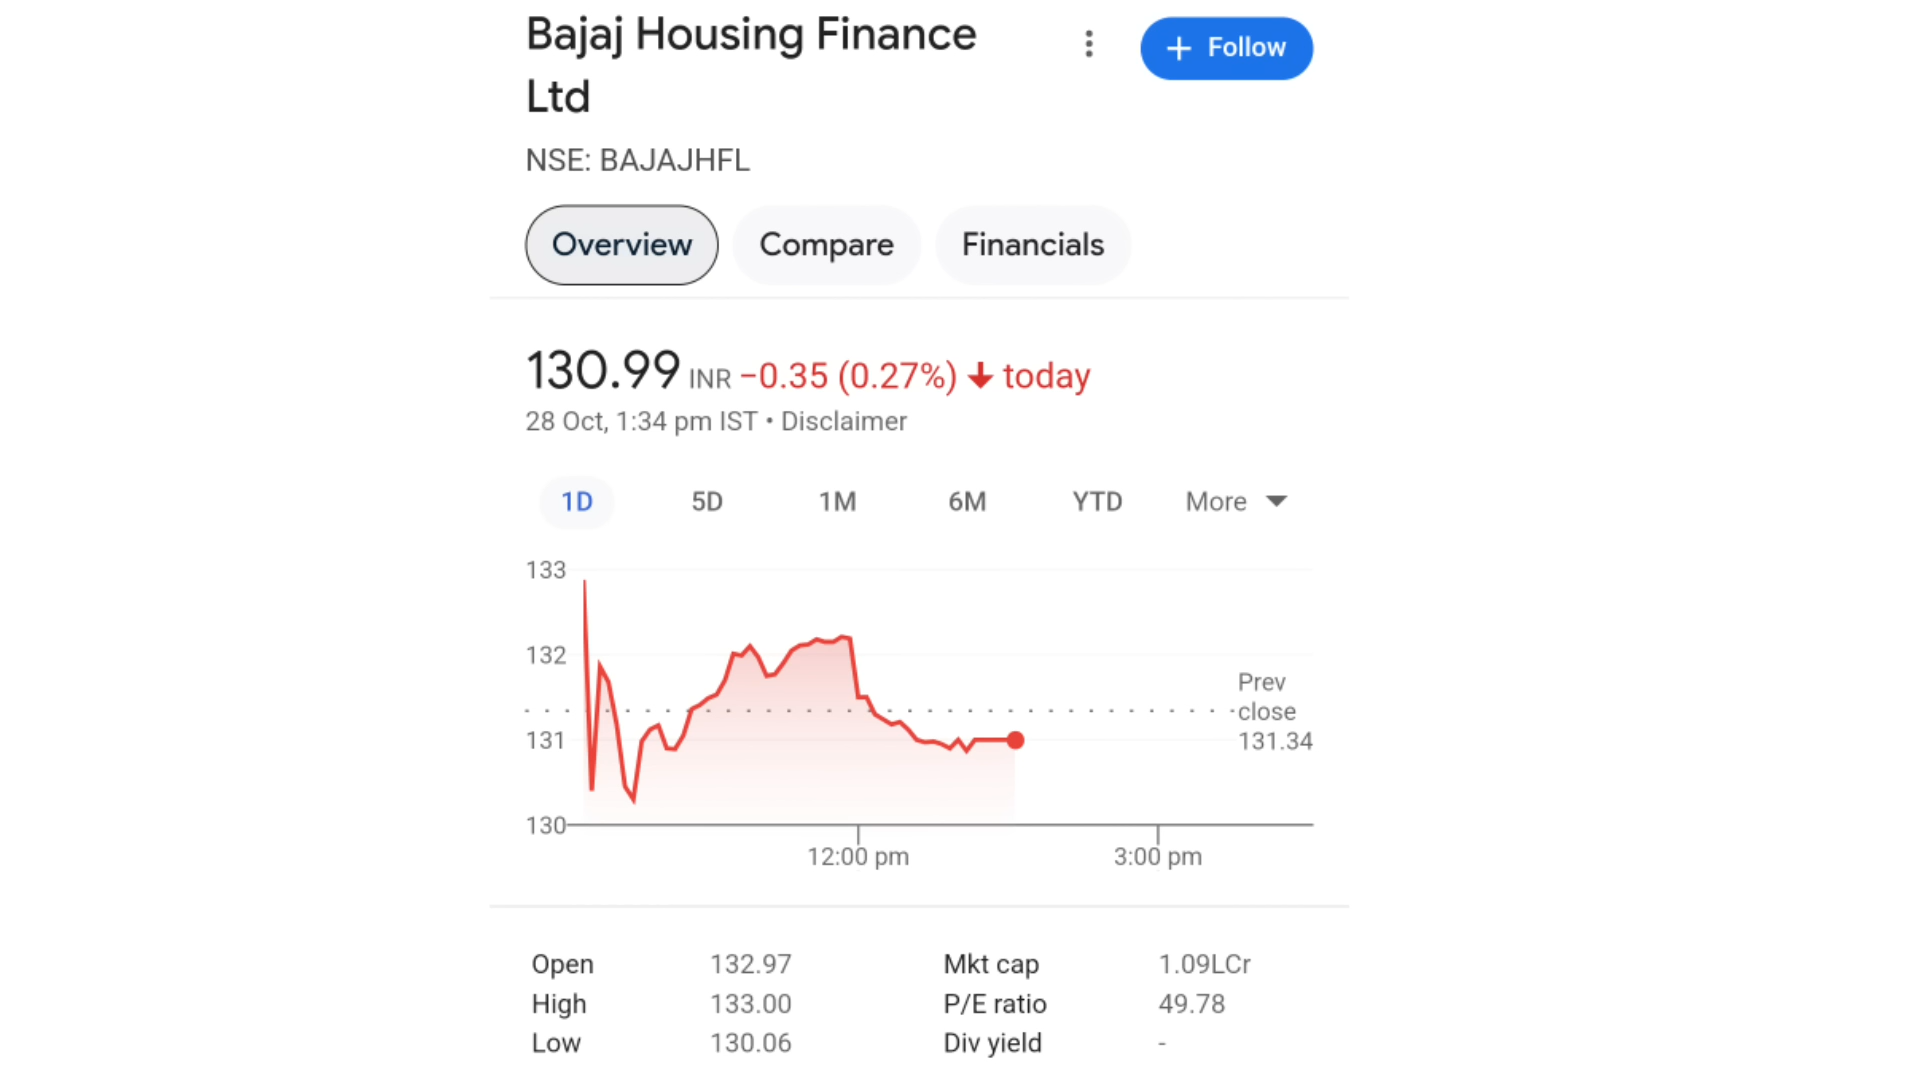 Bajaj Housing Finance
Ltd
+ Follow
NSE: BAJAJHFL
Overview
Compare
Financials
130.99 INR −0.35 (0.27%) ↓ today
28 Oct, 1:34 pm IST • Disclaimer
1D
5D
1M
6M
YTD
More
133
132
131
130
Prev
close
131.34
12:00 pm
3:00 pm
Open 132.97
High 133.00
Low 130.06
Mkt cap 1.09LCr
P/E ratio 49.78
Div yield -